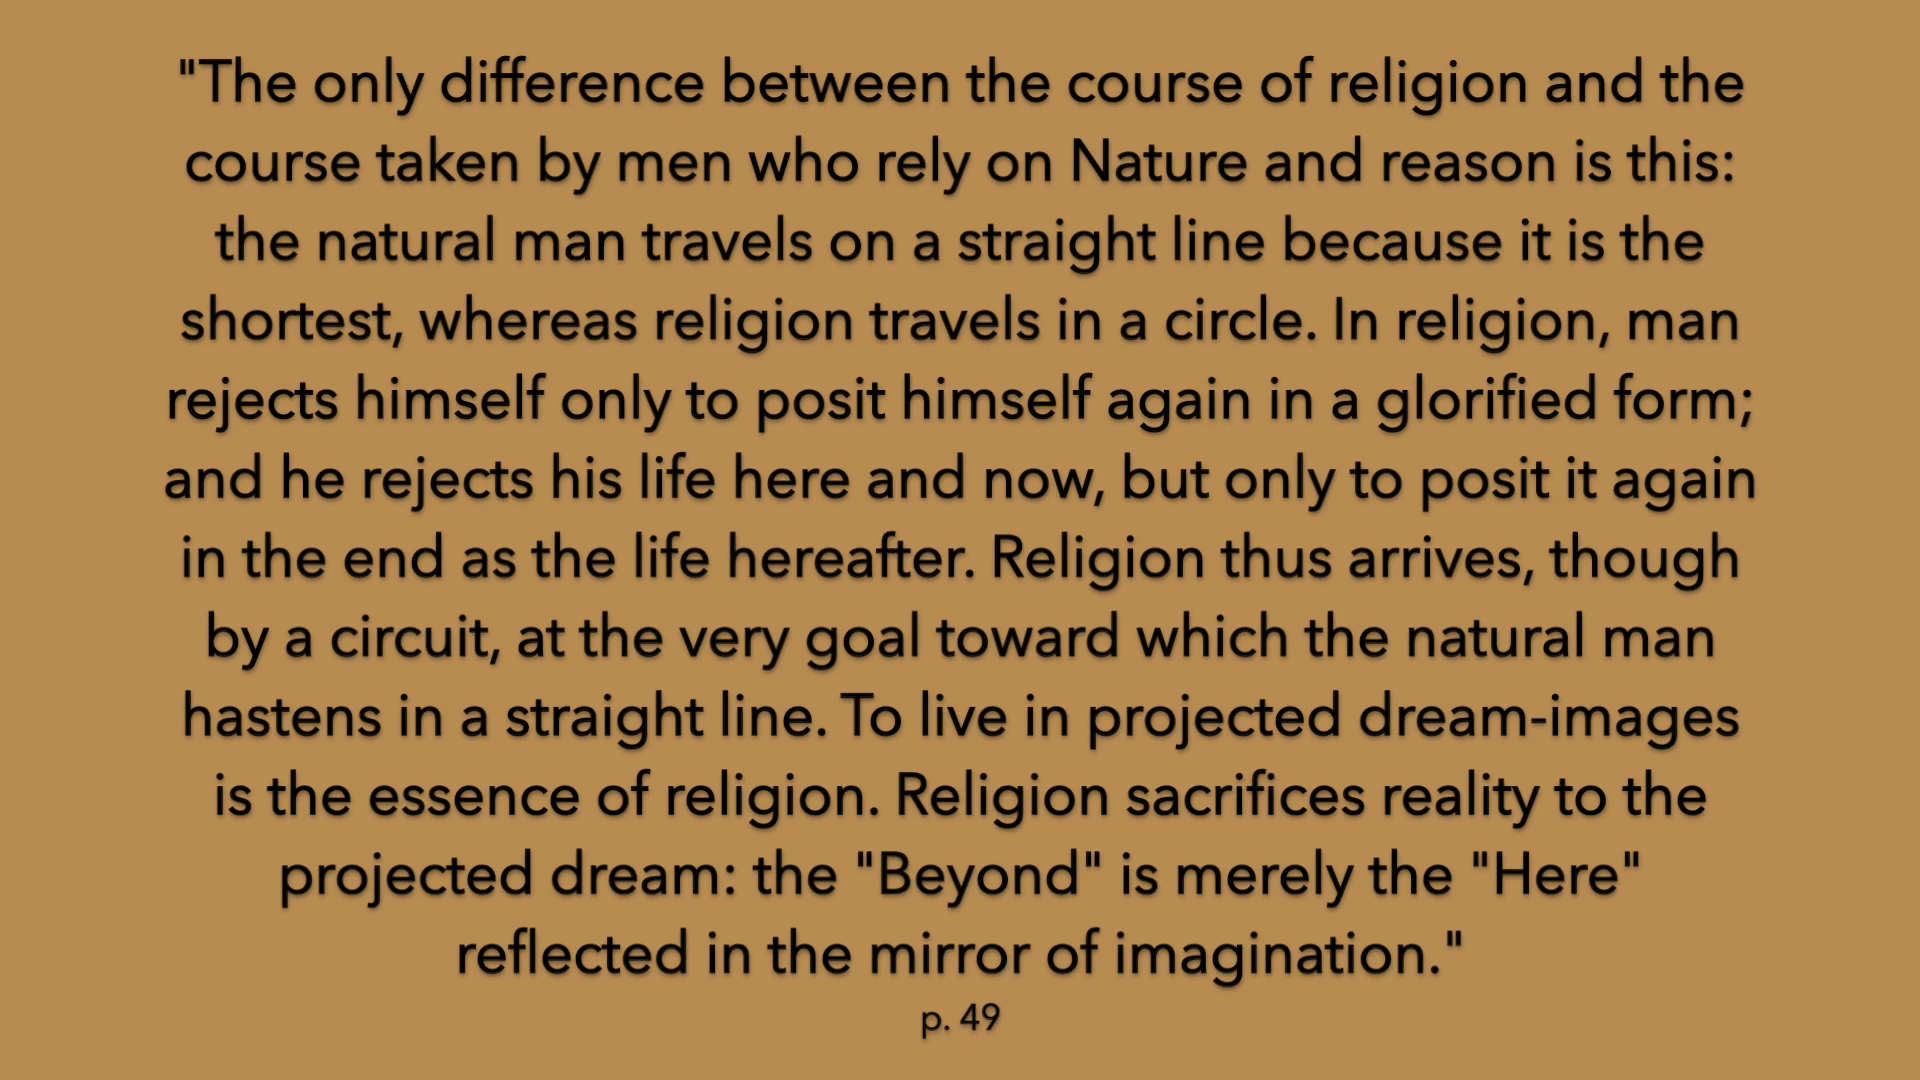 "The only difference between the course of religion and the
course taken by men who rely on Nature and reason is this:
the natural man travels on a straight line because it is the
shortest, whereas religion travels in a circle. In religion, man
rejects himself only to posit himself again in a glorified form;
and he rejects his life here and now, but only to posit it again
in the end as the life hereafter. Religion thus arrives, though
by a circuit, at the very goal toward which the natural man
hastens in a straight line. To live in projected dream-images
is the essence of religion. Religion sacrifices reality to the
projected dream: the "Beyond" is merely the "Here"
reflected in the mirror of imagination."
p. 49